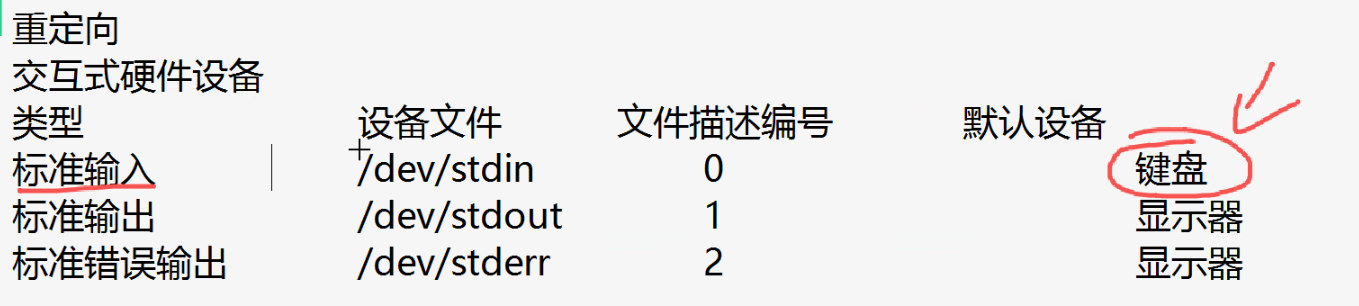 重定向
交互式硬件设备
类型 设备文件 文件描述编号 默认设备
标准输入 /dev/stdin 0 键盘
标准输出 /dev/stdout 1 显示器
标准错误输出 /dev/stderr 2 显示器